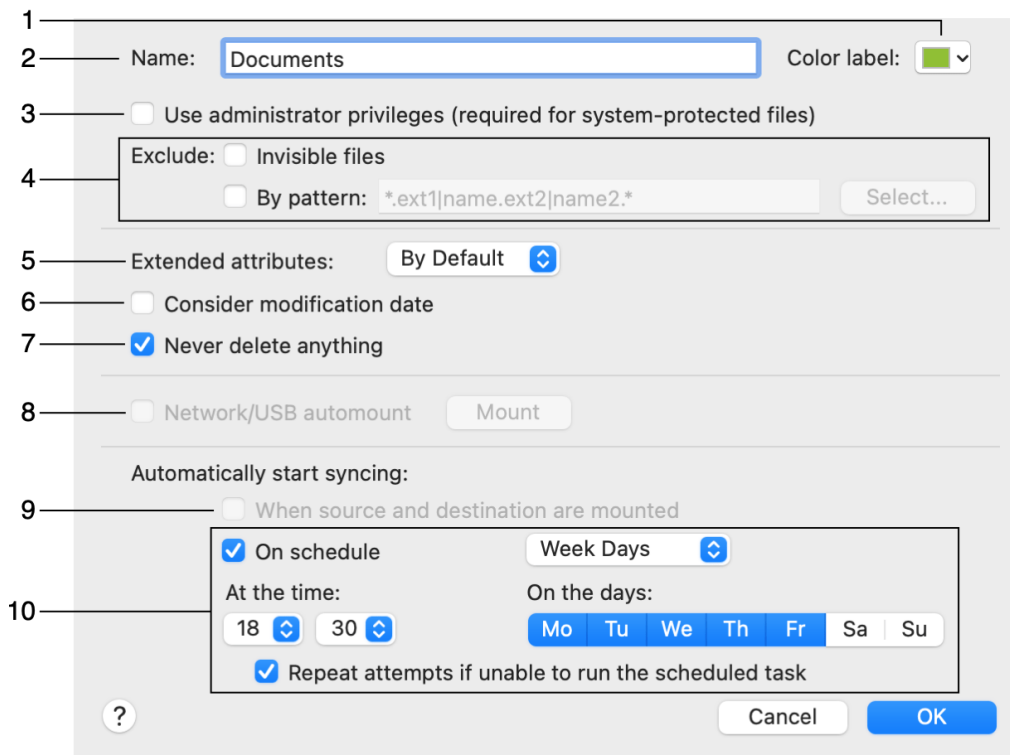 1
2 Name: Documents Color label:
3 Use administrator privileges (required for system-protected files)
Exclude: Invisible files
4
By pattern: *.ext1|name.ext2|name2.* Select...
5 Extended attributes: By Default
6 Consider modification date
7 Never delete anything
8 Network/USB automount Mount
Automatically start syncing:
9 When source and destination are mounted
On schedule Week Days
At the time: On the days:
10
18 30 Mo Tu We Th Fr Sa Su
Repeat attempts if unable to run the scheduled task
? Cancel OK